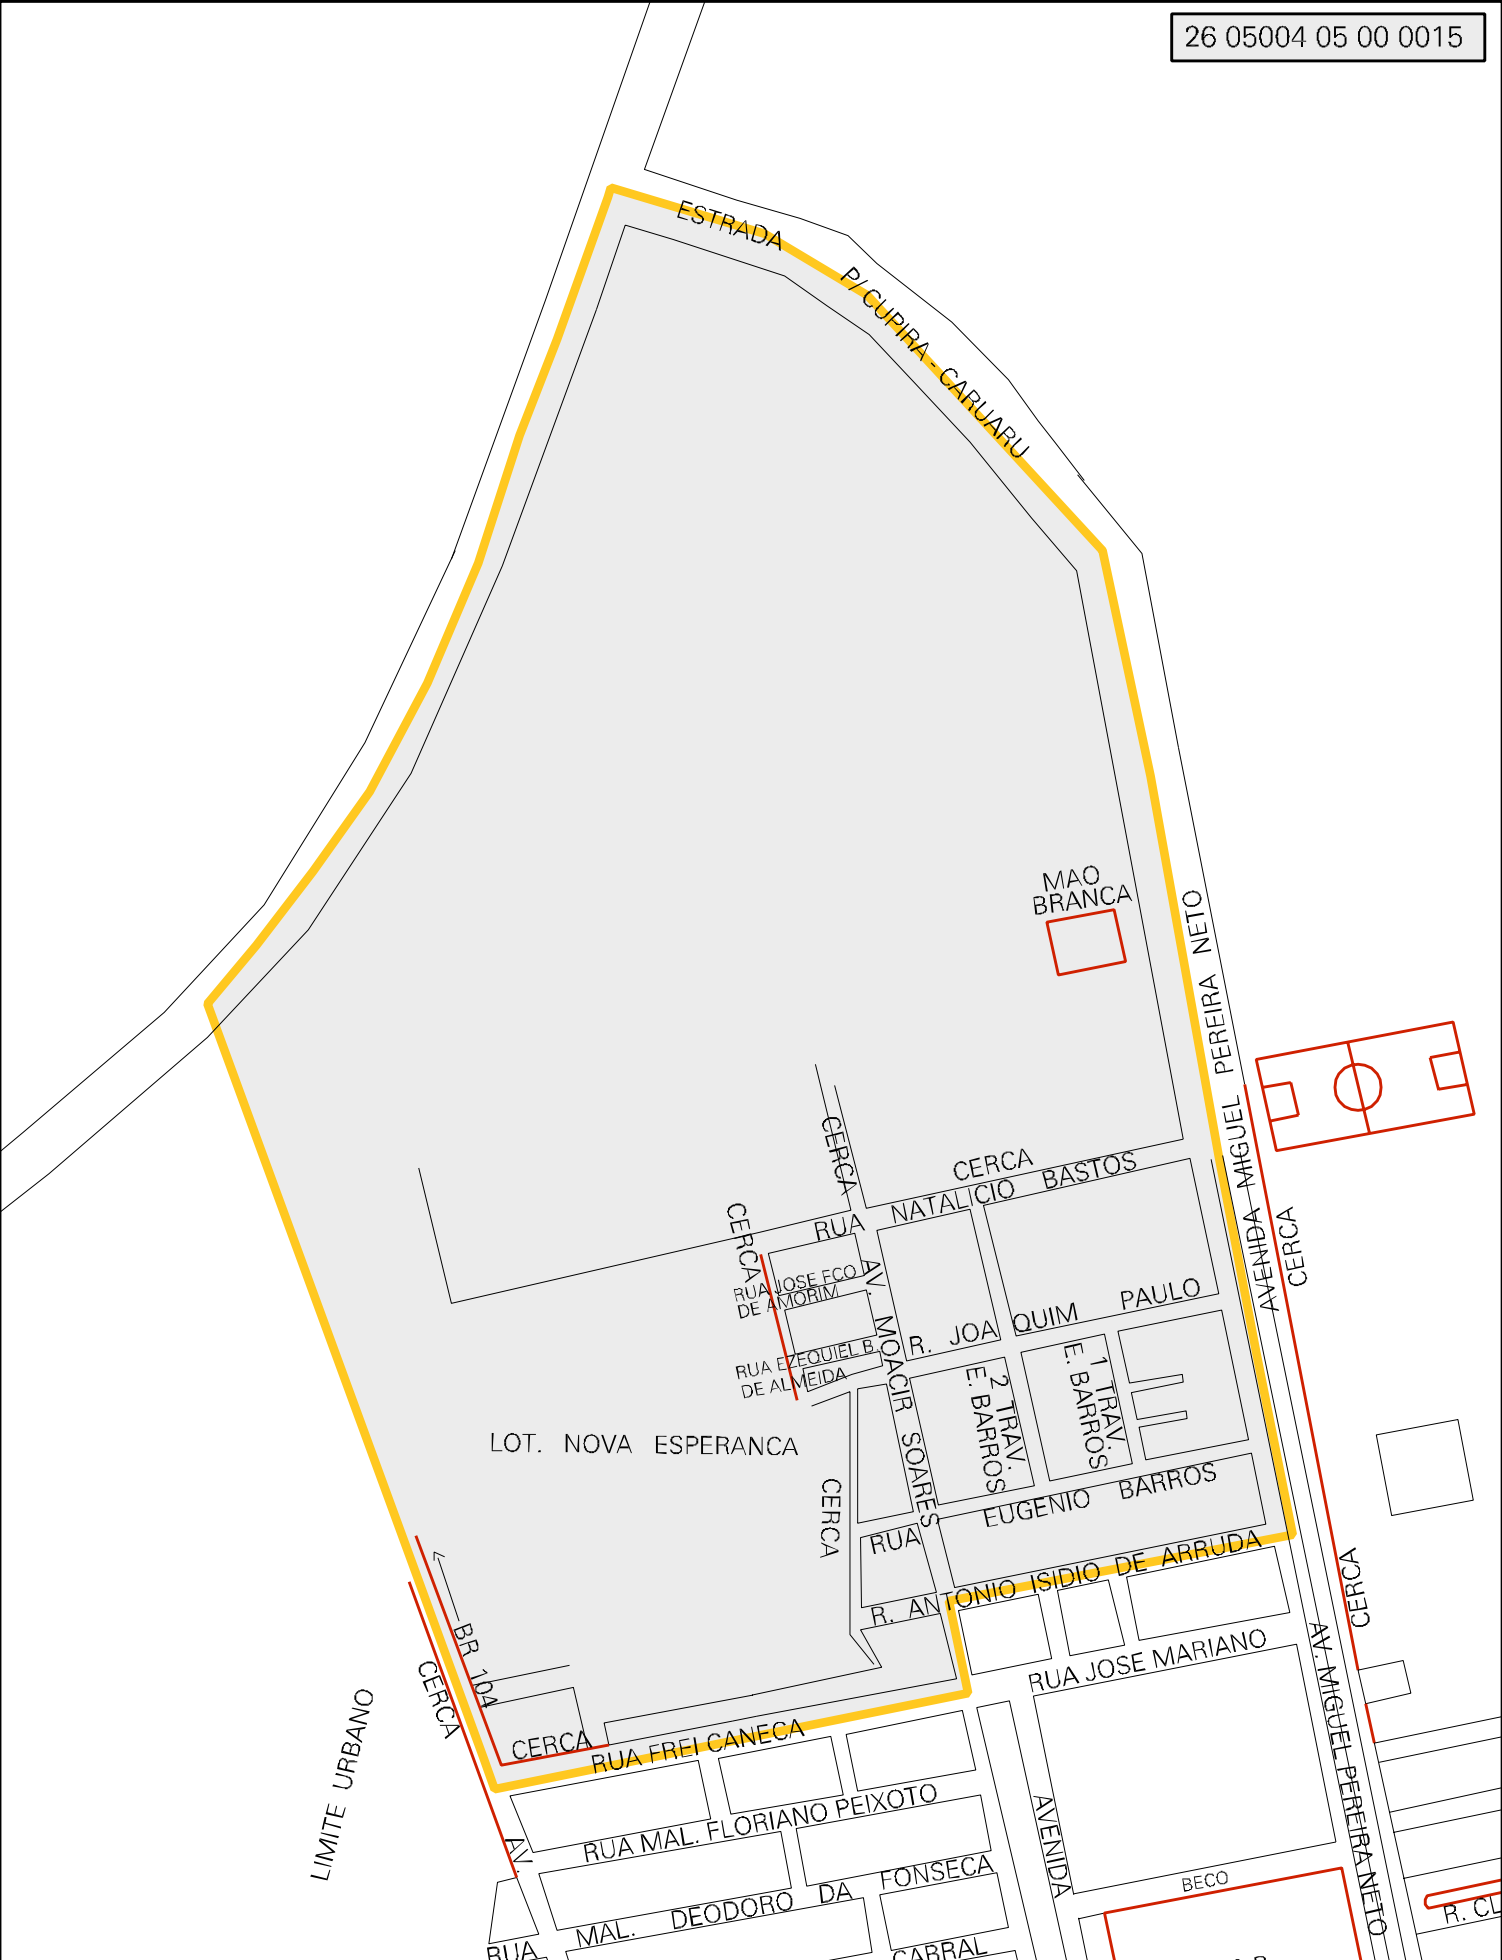 26 05004 05 00 0015
ESTRADA P/ CUPIRA - CARUARU
MAO
BRANCA
AVENIDA MIGUEL PEREIRA NETO
CERCA
CERCA
CERCA
RUA NATALICIO BASTOS
CERCA
RUA JOSE FCO
DE AMORIM
AV. MOACIR SOARES
R. JOAQUIM PAULO
RUA EZEQUIEL B.
DE ALMEIDA
2 TRAV.
E. BARROS
1 TRAV.
E. BARROS
LOT. NOVA ESPERANCA
CERCA
RUA EUGENIO BARROS
R. ANTONIO ISIDIO DE ARRUDA
CERCA
BR 104
CERCA
CERCA
LIMITE URBANO
RUA FREI CANECA
RUA JOSE MARIANO
AV. MIGUEL PEREIRA NETO
RUA MAL. FLORIANO PEIXOTO
AV.
AVENIDA
BECO
RUA MAL. DEODORO DA FONSECA
CABRAL
R. CL